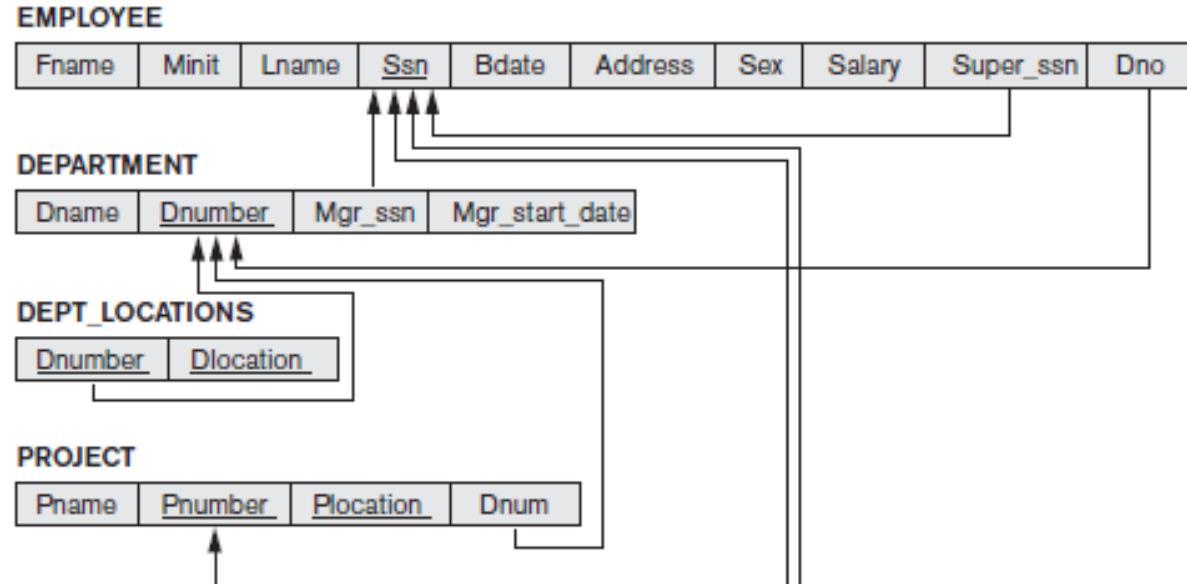 EMPLOYEE
Fname Minit Lname Ssn Bdate Address Sex Salary Super_ssn Dno
DEPARTMENT
Dname Dnumber Mgr_ssn Mgr_start_date
DEPT_LOCATIONS
Dnumber Dlocation
PROJECT
Pname Pnumber Plocation Dnum